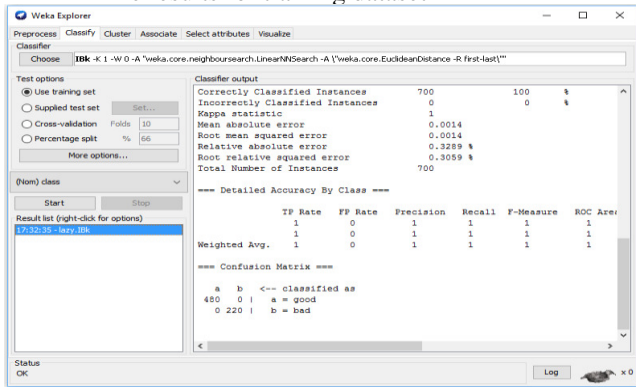 Weka Explorer
Preprocess Classify Cluster Associate Select attributes Visualize
Classifier
Choose IBk -K 1 -W 0 -A "weka.core.neighboursearch.LinearNNSearch -A \"weka.core.EuclideanDistance -R first-last\""
Test options
Use training set
Supplied test set Set...
Cross-validation Folds 10
Percentage split % 66
More options...
(Nom) class
Start Stop
Result list (right-click for options)
17:32:35 - lazy.IBk
Classifier output
Correctly Classified Instances 700 100 %
Incorrectly Classified Instances 0 0 %
Kappa statistic 1
Mean absolute error 0.0014
Root mean squared error 0.0014
Relative absolute error 0.3289 %
Root relative squared error 0.3059 %
Total Number of Instances 700
=== Detailed Accuracy By Class ===
TP Rate FP Rate Precision Recall F-Measure ROC Area
1 0 1 1 1 1
1 0 1 1 1 1
Weighted Avg. 1 0 1 1 1 1
=== Confusion Matrix ===
a b <-- classified as
480 0 | a = good
0 220 | b = bad
Status
OK
Log x 0